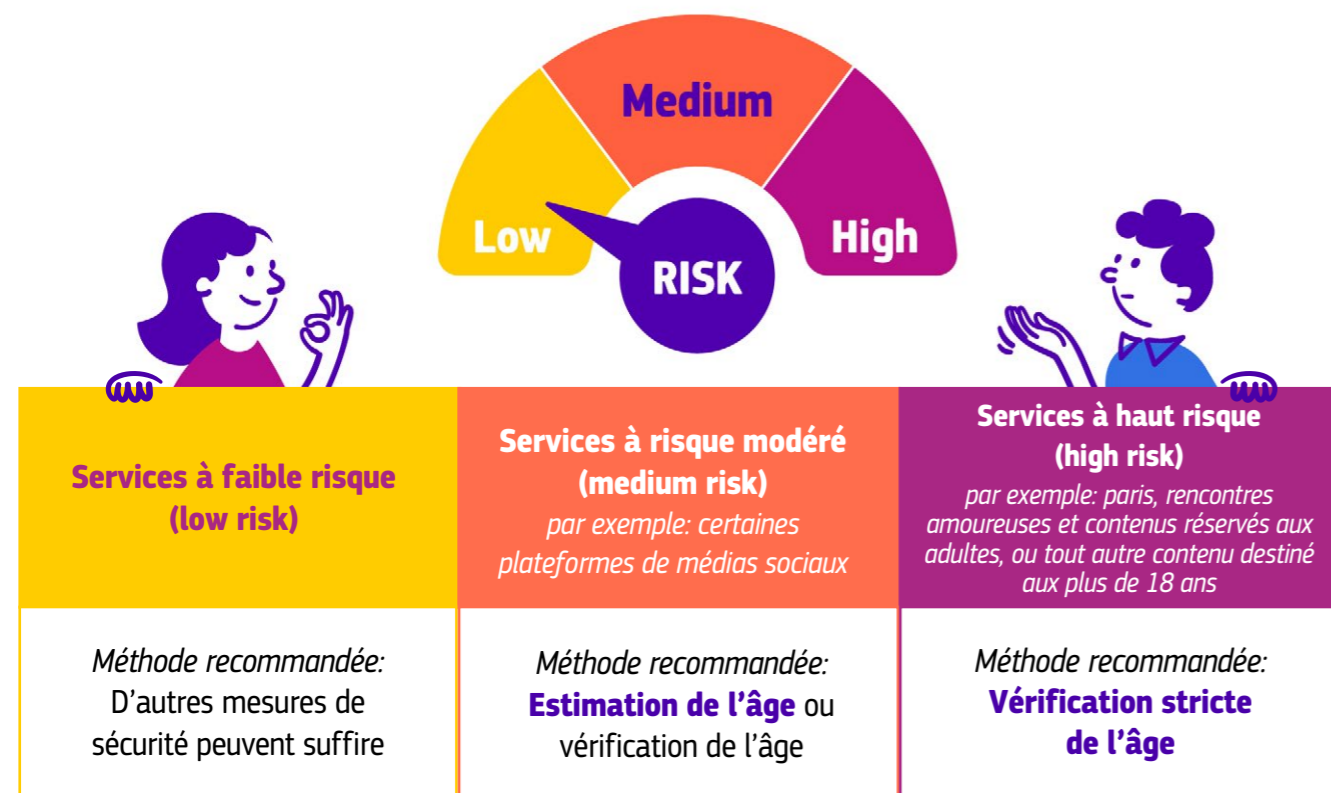 Medium
Low
High
RISK
Services à faible risque
(low risk)
Services à risque modéré
(medium risk)
par exemple: certaines
plateformes de médias sociaux
Services à haut risque
(high risk)
par exemple: paris, rencontres
amoureuses et contenus réservés aux
adultes, ou tout autre contenu destiné
aux plus de 18 ans
Méthode recommandée:
D’autres mesures de
sécurité peuvent suffire
Méthode recommandée:
Estimation de l’âge ou
vérification de l’âge
Méthode recommandée:
Vérification stricte
de l’âge